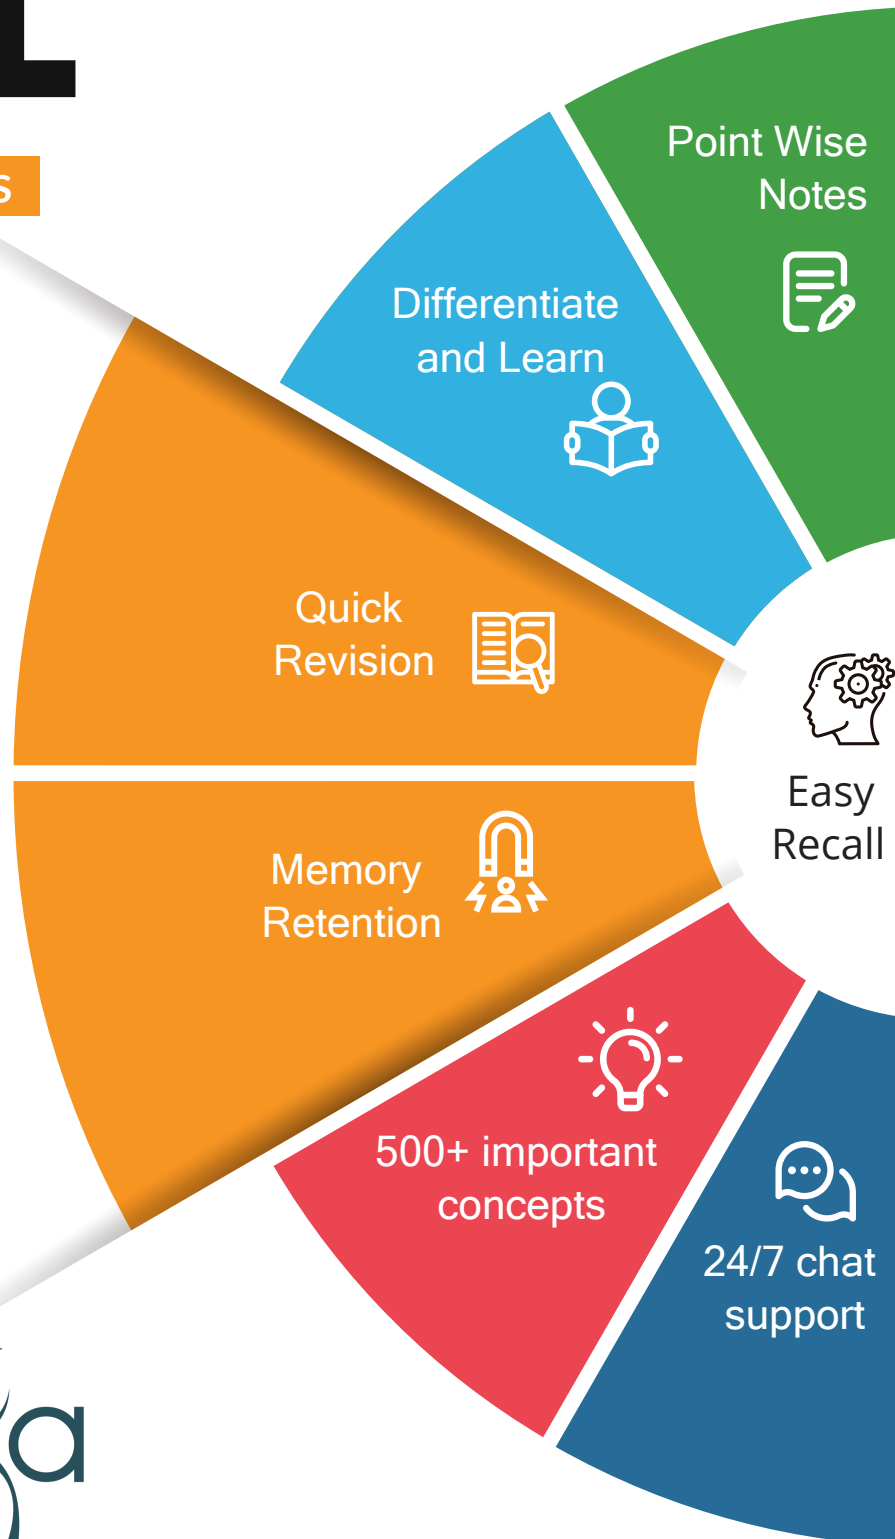 L
s
Point Wise
Notes
Differentiate
and Learn
Quick
Revision
Easy
Recall
Memory
Retention
500+ important
concepts
24/7 chat
support
a